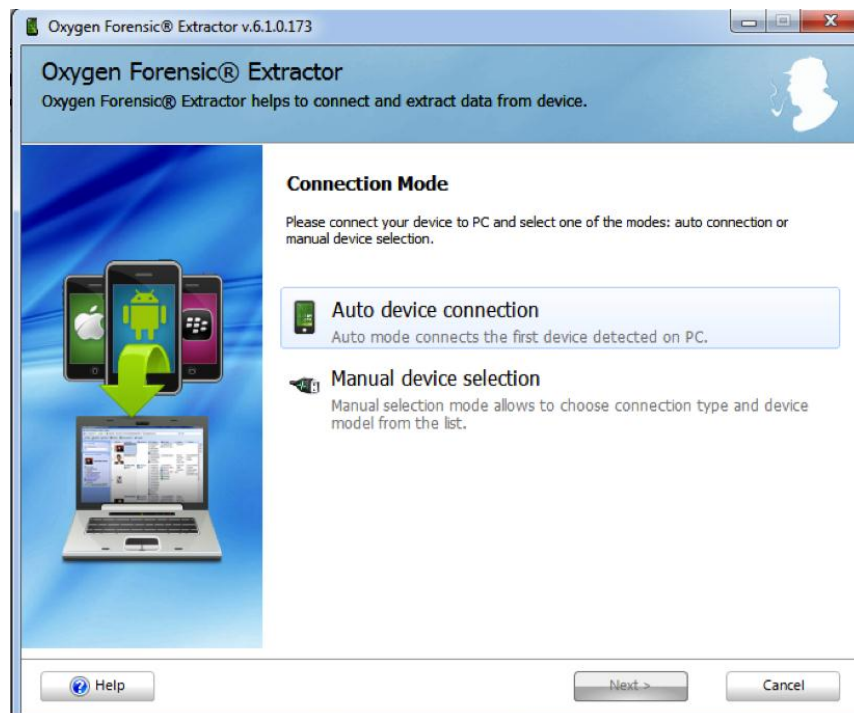 Oxygen Forensic® Extractor v.6.1.0.173
Oxygen Forensic® Extractor
Oxygen Forensic® Extractor helps to connect and extract data from device.
Connection Mode
Please connect your device to PC and select one of the modes: auto connection or
manual device selection.
Auto device connection
Auto mode connects the first device detected on PC.
Manual device selection
Manual selection mode allows to choose connection type and device
model from the list.
Help
Next >
Cancel